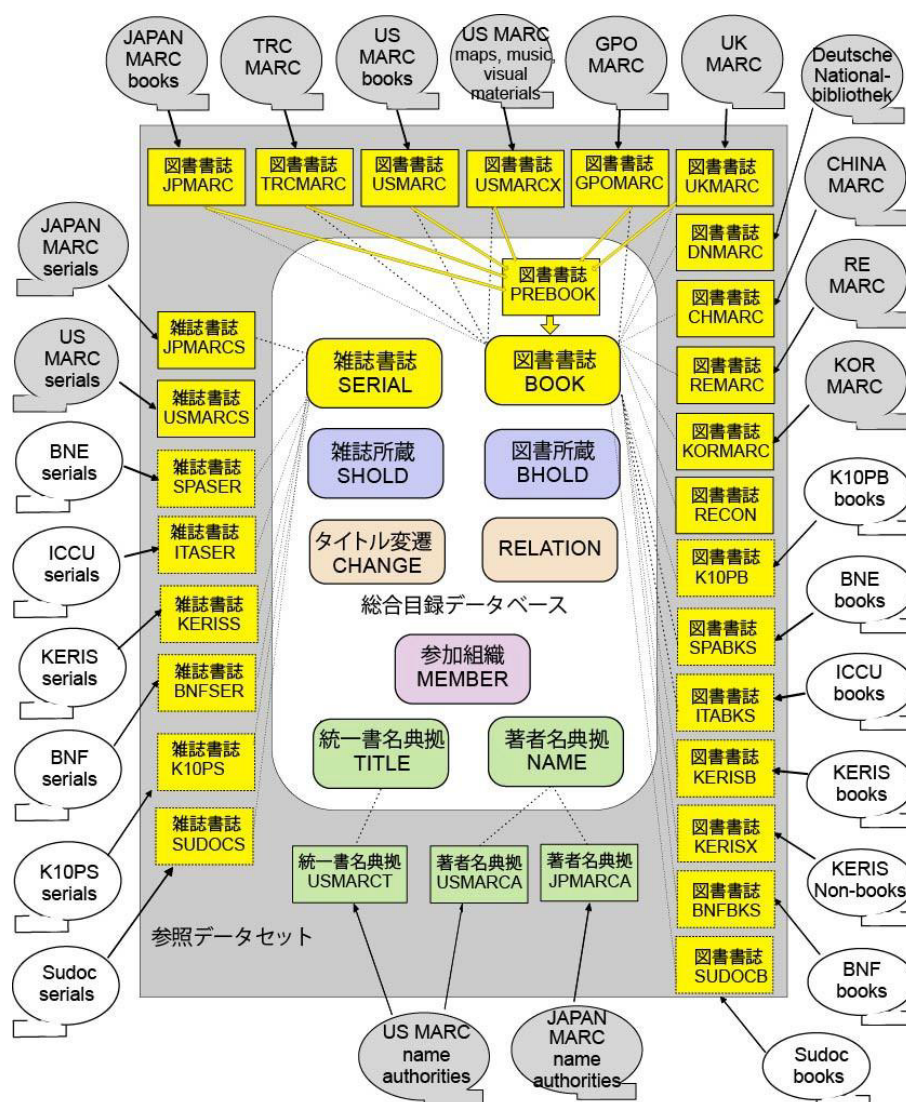 JAPAN
MARC
books
TRC
MARC
US
MARC
books
US MARC
maps, music,
visual
materials
GPO
MARC
UK
MARC
Deutsche
National-
bibliothek
図書書誌
JPMARC
図書書誌
TRCMARC
図書書誌
USMARC
図書書誌
USMARCX
図書書誌
GPOMARC
図書書誌
UKMARC
CHINA
MARC
JAPAN
MARC
serials
図書書誌
DNMARC
図書書誌
PREBOOK
RE
MARC
図書書誌
CHMARC
雑誌書誌
JPMARCS
US
MARC
serials
雑誌書誌
SERIAL
図書書誌
BOOK
図書書誌
REMARC
KOR
MARC
雑誌書誌
USMARCS
図書書誌
KORMARC
BNE
serials
雑誌書誌
SPASER
雑誌所蔵
SHOLD
図書所蔵
BHOLD
K10PB
books
図書書誌
RECON
ICCU
serials
雑誌書誌
ITASER
タイトル変遷
CHANGE
RELATION
図書書誌
K10PB
BNE
books
総合目録データベース
雑誌書誌
KERISS
図書書誌
SPABKS
KERIS
serials
参加組織
MEMBER
雑誌書誌
BNFSER
図書書誌
ITABKS
ICCU
books
統一書名典拠
TITLE
著者名典拠
NAME
BNF
serials
雑誌書誌
K10PS
図書書誌
KERISB
KERIS
books
雑誌書誌
SUDOCS
図書書誌
KERISX
KERIS
Non-books
K10PS
serials
統一書名典拠
USMARCT
著者名典拠
USMARCA
著者名典拠
JPMARCA
図書書誌
BNFBKS
参照データセット
図書書誌
SUDOCB
BNF
books
Sudoc
serials
US MARC
name
authorities
JAPAN
MARC
name
authorities
Sudoc
books